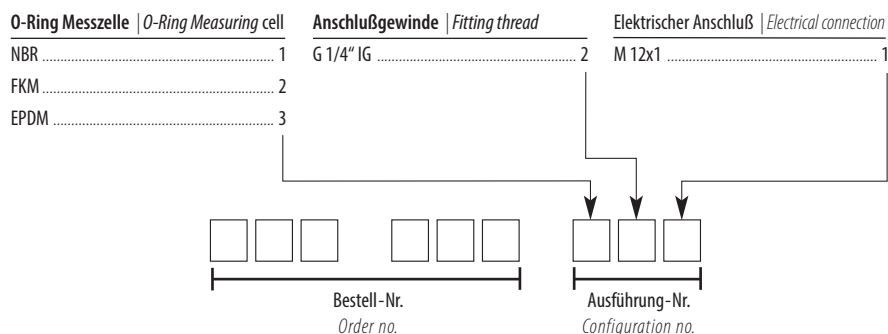 O-Ring Messzelle | O-Ring Measuring cell
NBR 1
FKM 2
EPDM 3
Anschlußgewinde | Fitting thread
G 1/4“ IG 2
Elektrischer Anschluß | Electrical connection
M 12x1 1
Bestell-Nr.
Order no.
Ausführung-Nr.
Configuration no.